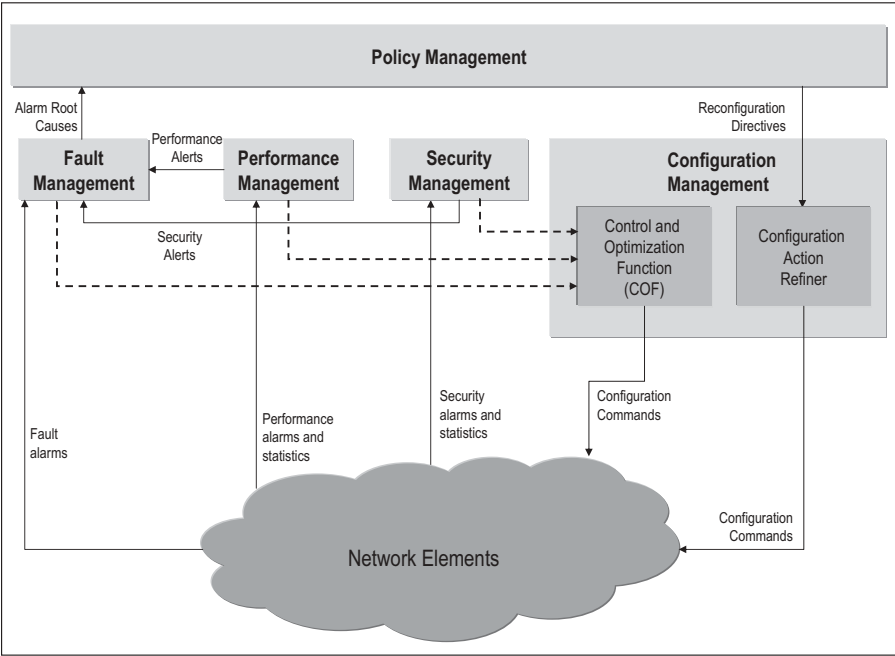 Policy Management
Alarm Root
Causes
Reconfiguration
Directives
Performance
Alerts
Fault
Management
Performance
Management
Security
Management
Configuration
Management
Security
Alerts
Control and
Optimization
Function
(COF)
Configuration
Action
Refiner
Fault
alarms
Performance
alarms and
statistics
Security
alarms and
statistics
Configuration
Commands
Configuration
Commands
Network Elements